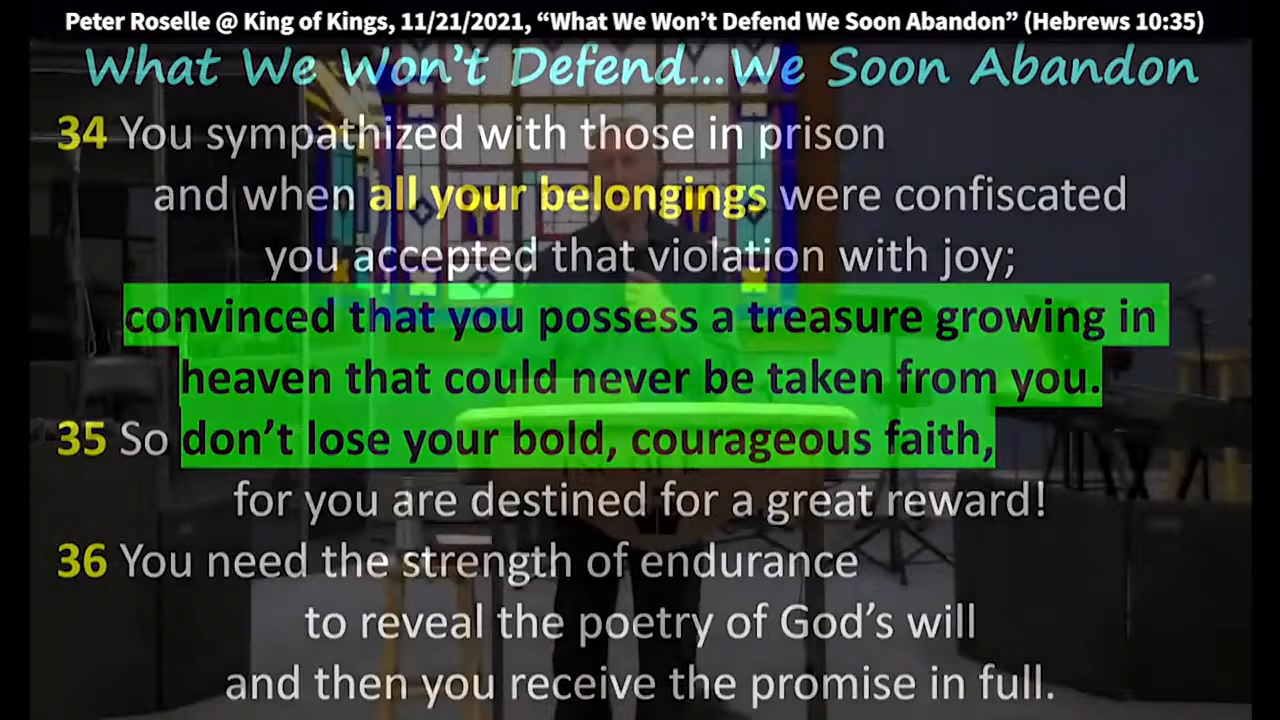 Peter Roselle @ King of Kings, 11/21/2021, “What We Won’t Defend We Soon Abandon” (Hebrews 10:35)
What We Won’t Defend...We Soon Abandon
34 You sympathized with those in prison
and when all your belongings were confiscated
you accepted that violation with joy;
convinced that you possess a treasure growing in
heaven that could never be taken from you.
35 So don’t lose your bold, courageous faith,
for you are destined for a great reward!
36 You need the strength of endurance
to reveal the poetry of God’s will
and then you receive the promise in full.